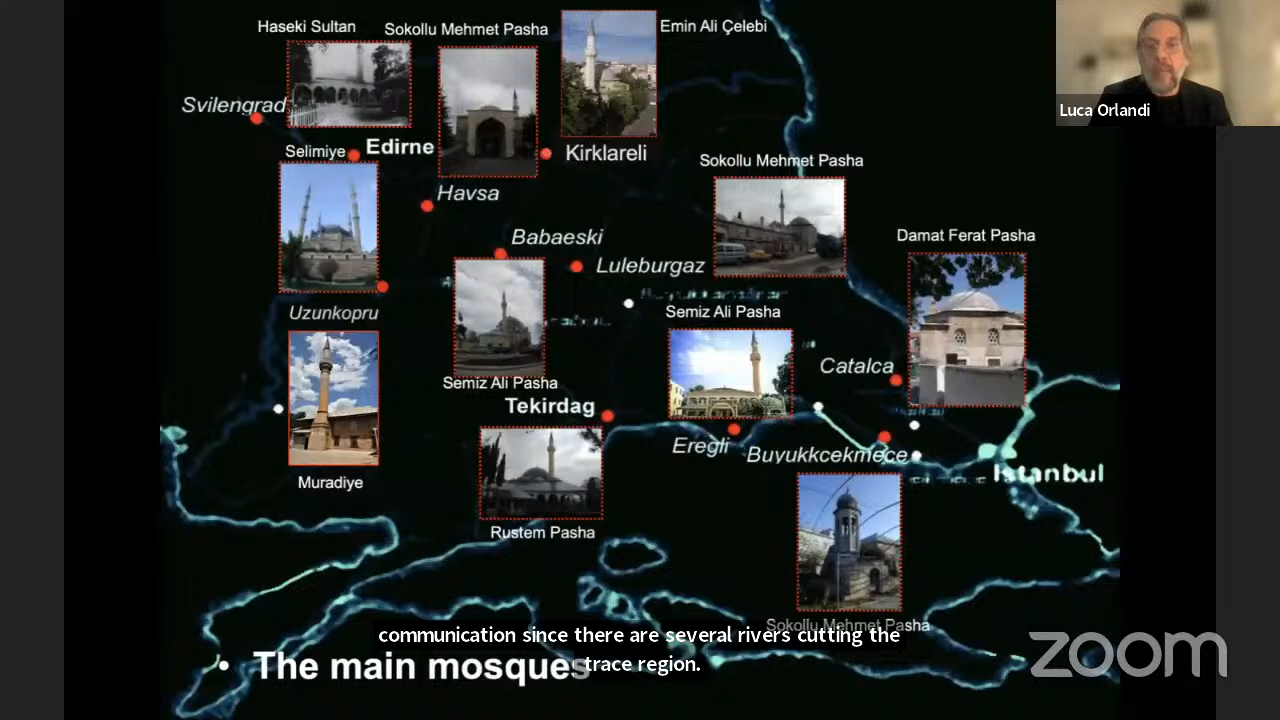 Haseki Sultan
Sokollu Mehmet Pasha
Emin Ali Çelebi
Luca Orlandi
Svilengrad
Selimiye
Edirne
Kirklareli
Sokollu Mehmet Pasha
Havsa
Damat Ferat Pasha
Babaeski
Luleburgaz
Uzunkopru
Semiz Ali Pasha
Catalca
Semiz Ali Pasha
Tekirdag
Eregli
Buyukkcekmece
Istanbul
Muradiye
Rustem Pasha
Sokollu Mehmet Pasha
communication since there are several rivers cutting the
trace region.
• The main mosques
zoom